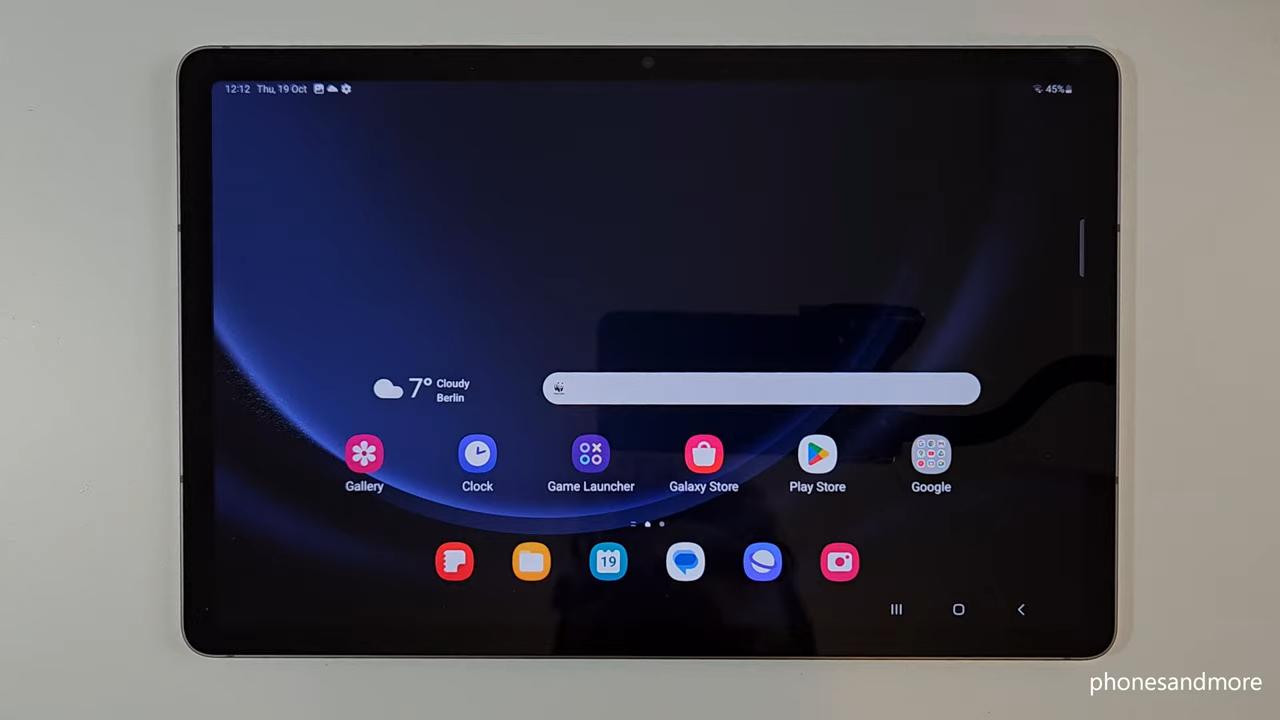 12:12 Thu, 19 Oct
45%
7° Cloudy
Berlin
Gallery
Clock
Game Launcher
Galaxy Store
Play Store
Google
19
phonesandmore